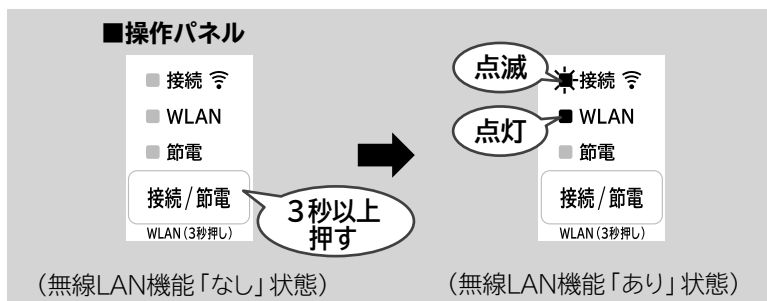 ■操作パネル
接続
WLAN
節電
接続/節電
WLAN(3秒押し)
3秒以上
押す
(無線LAN機能「なし」状態)
点滅
接続
点灯
WLAN
節電
接続/節電
WLAN(3秒押し)
(無線LAN機能「あり」状態)